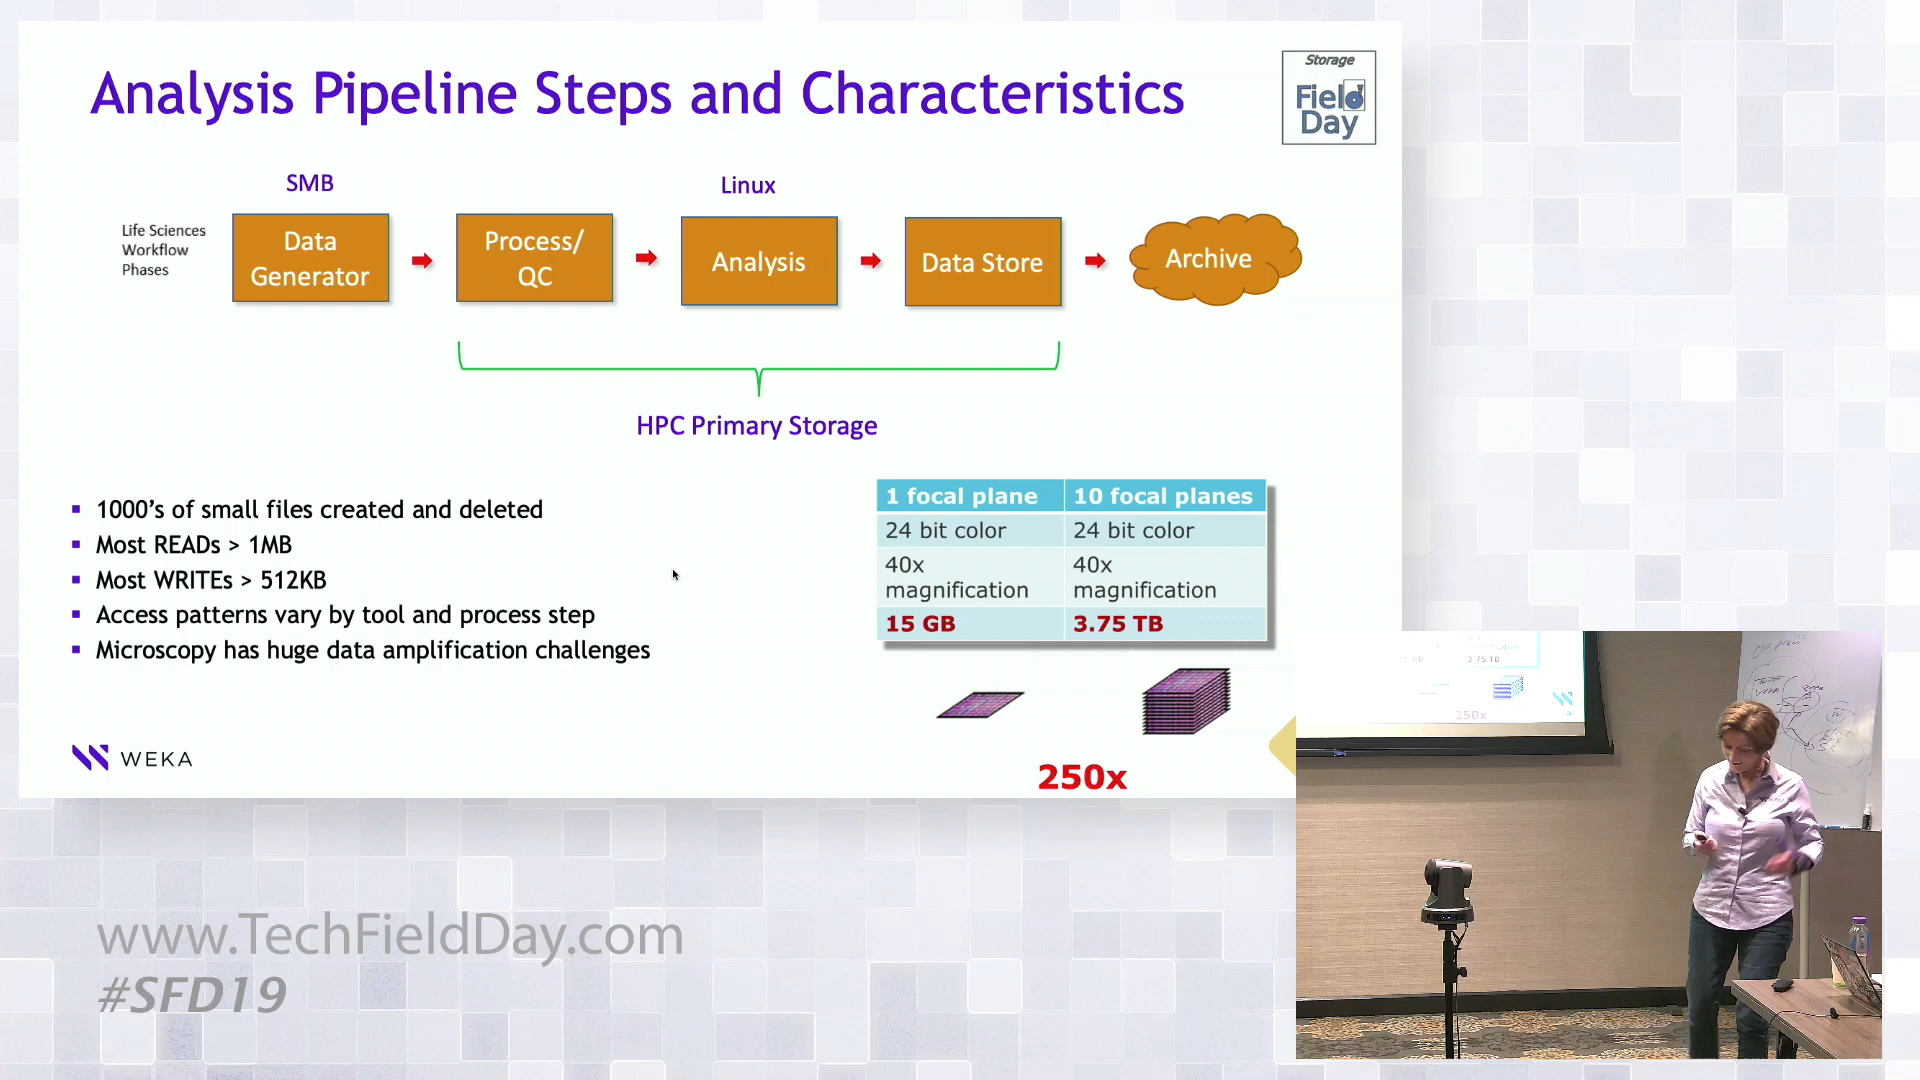 Analysis Pipeline Steps and Characteristics
Storage
Field
Day
SMB
Linux
Life Sciences
Workflow
Phases
Data
Generator
Process/
QC
Analysis
Data Store
Archive
HPC Primary Storage
1000’s of small files created and deleted
Most READs > 1MB
Most WRITEs > 512KB
Access patterns vary by tool and process step
Microscopy has huge data amplification challenges
1 focal plane 10 focal planes
24 bit color 24 bit color
40x 40x
magnification magnification
15 GB 3.75 TB
250x
WEKA
3.75 TB
250x
www.TechFieldDay.com
#SFD19